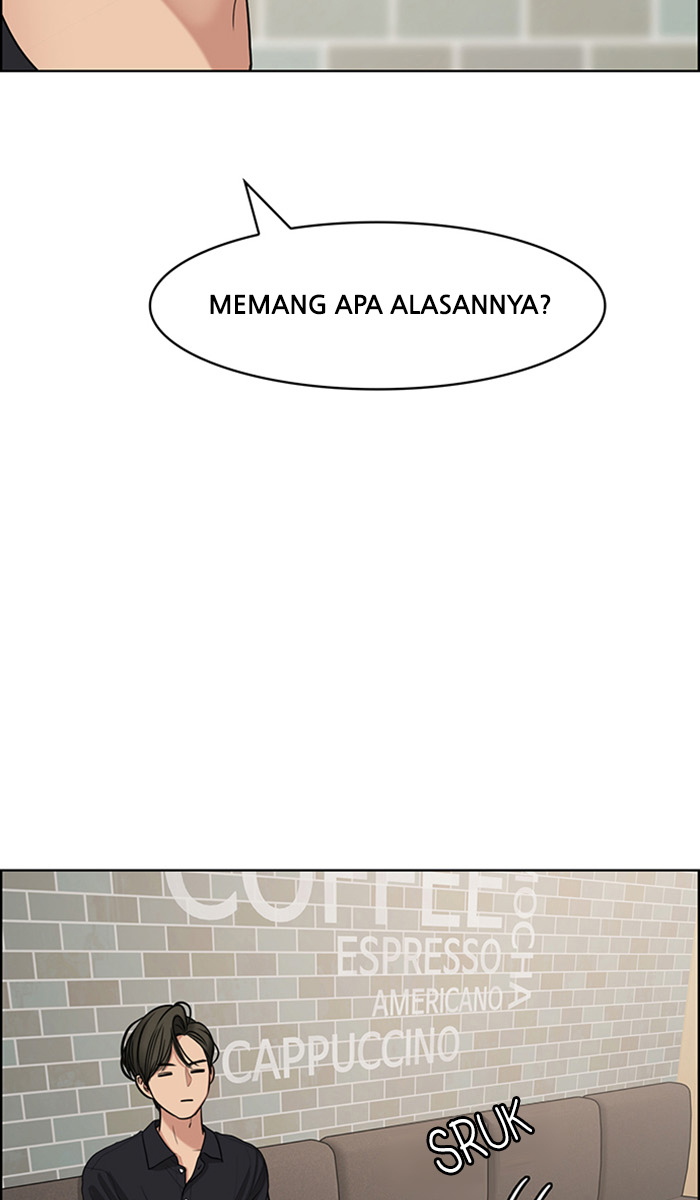 MEMANG APA ALASANNYA?
COFFEE
MOCHA
ESPRESSO
AMERICANO
CAPPUCCINO
SRUK